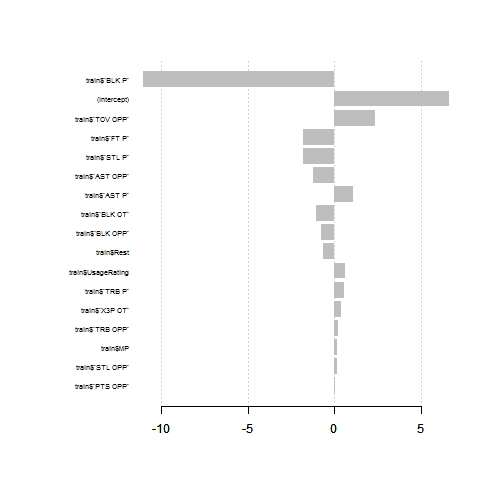 train$`BLK P`
(Intercept)
train$`TOV OPP`
train$`FT P`
train$`STL P`
train$`AST OPP`
train$`AST P`
train$`BLK OT`
train$`BLK OPP`
train$Rest
train$UsageRating
train$`TRB P`
train$`X3P OT`
train$`TRB OPP`
train$MP
train$`STL OPP`
train$`PTS OPP`
-10 -5 0 5